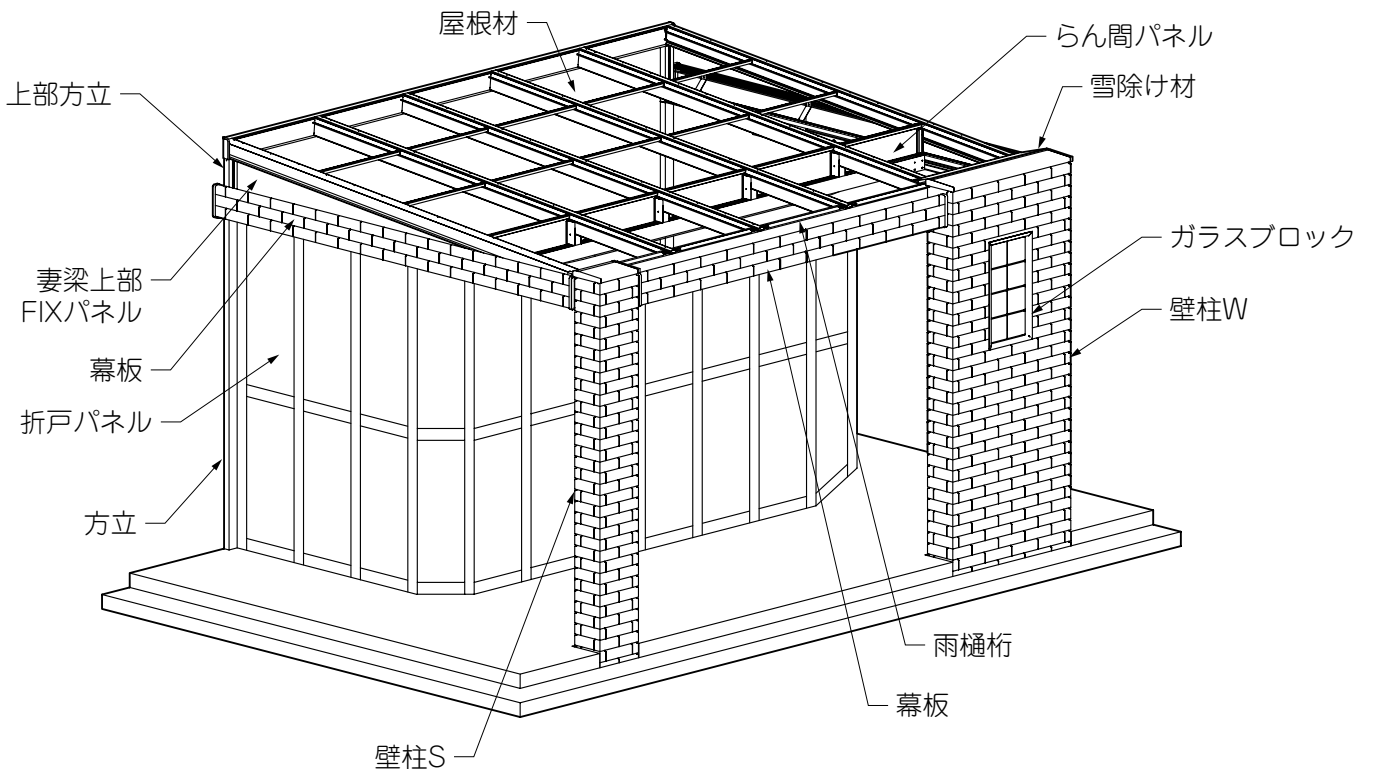 屋根材
らん間パネル
雪除け材
上部方立
ガラスブロック
妻梁上部
FIXパネル
壁柱W
幕板
折戸パネル
方立
雨樋桁
幕板
壁柱S